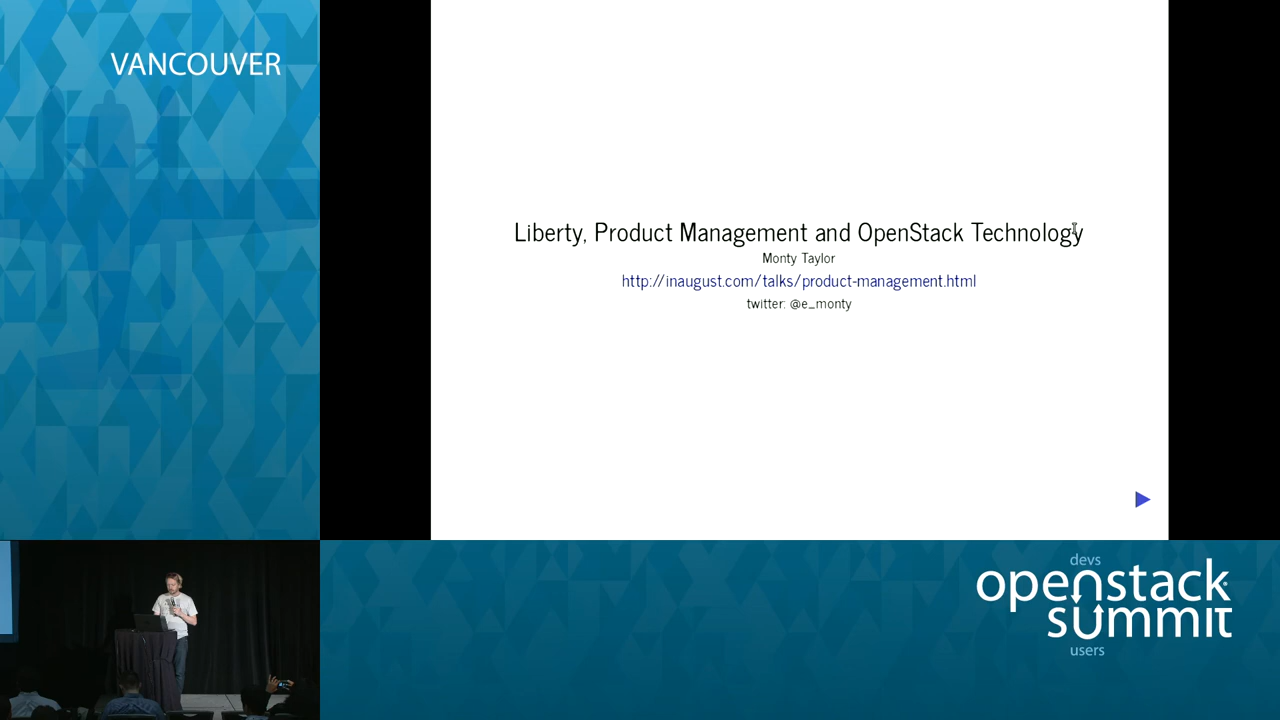 VANCOUVER
Liberty, Product Management and OpenStack Technology
Monty Taylor
http://inaugust.com/talks/product-management.html
twitter: @e_monty
devs
openstack
summit
users